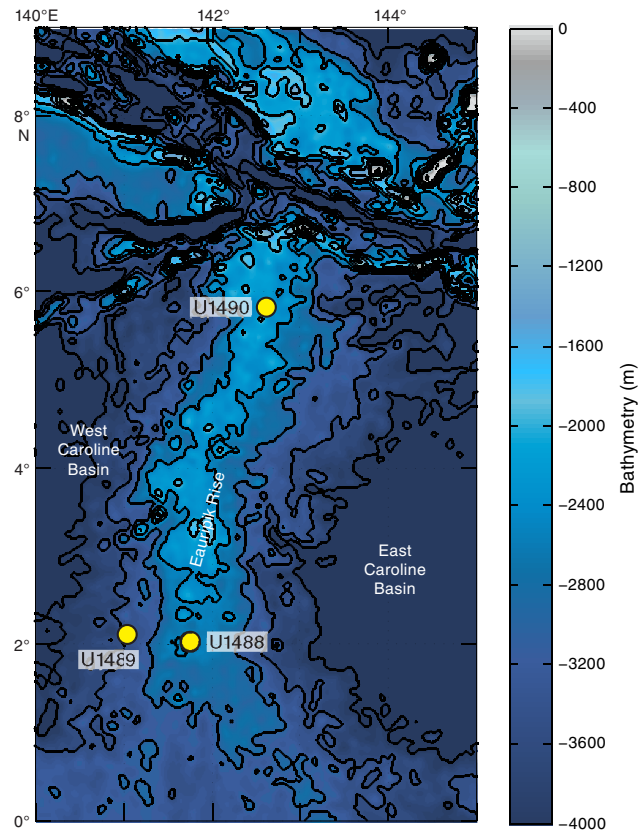 140°E
142°
144°
8°
N
6°
4°
2°
0°
U1490
West
Caroline
Basin
Eauripik Rise
East
Caroline
Basin
U1489
U1488
0
−400
−800
−1200
−1600
−2000
−2400
−2800
−3200
−3600
−4000
Bathymetry (m)